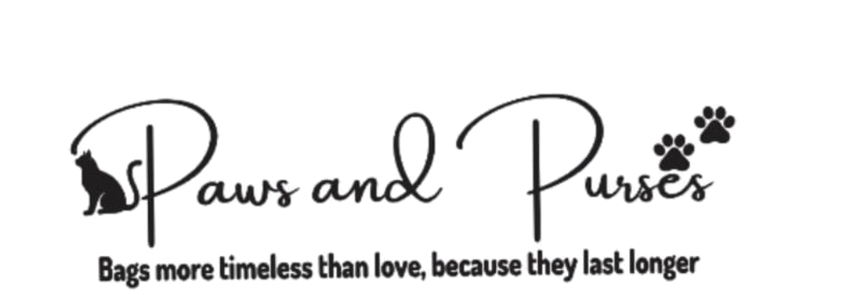 Paws and Purses
Bags more timeless than love, because they last longer